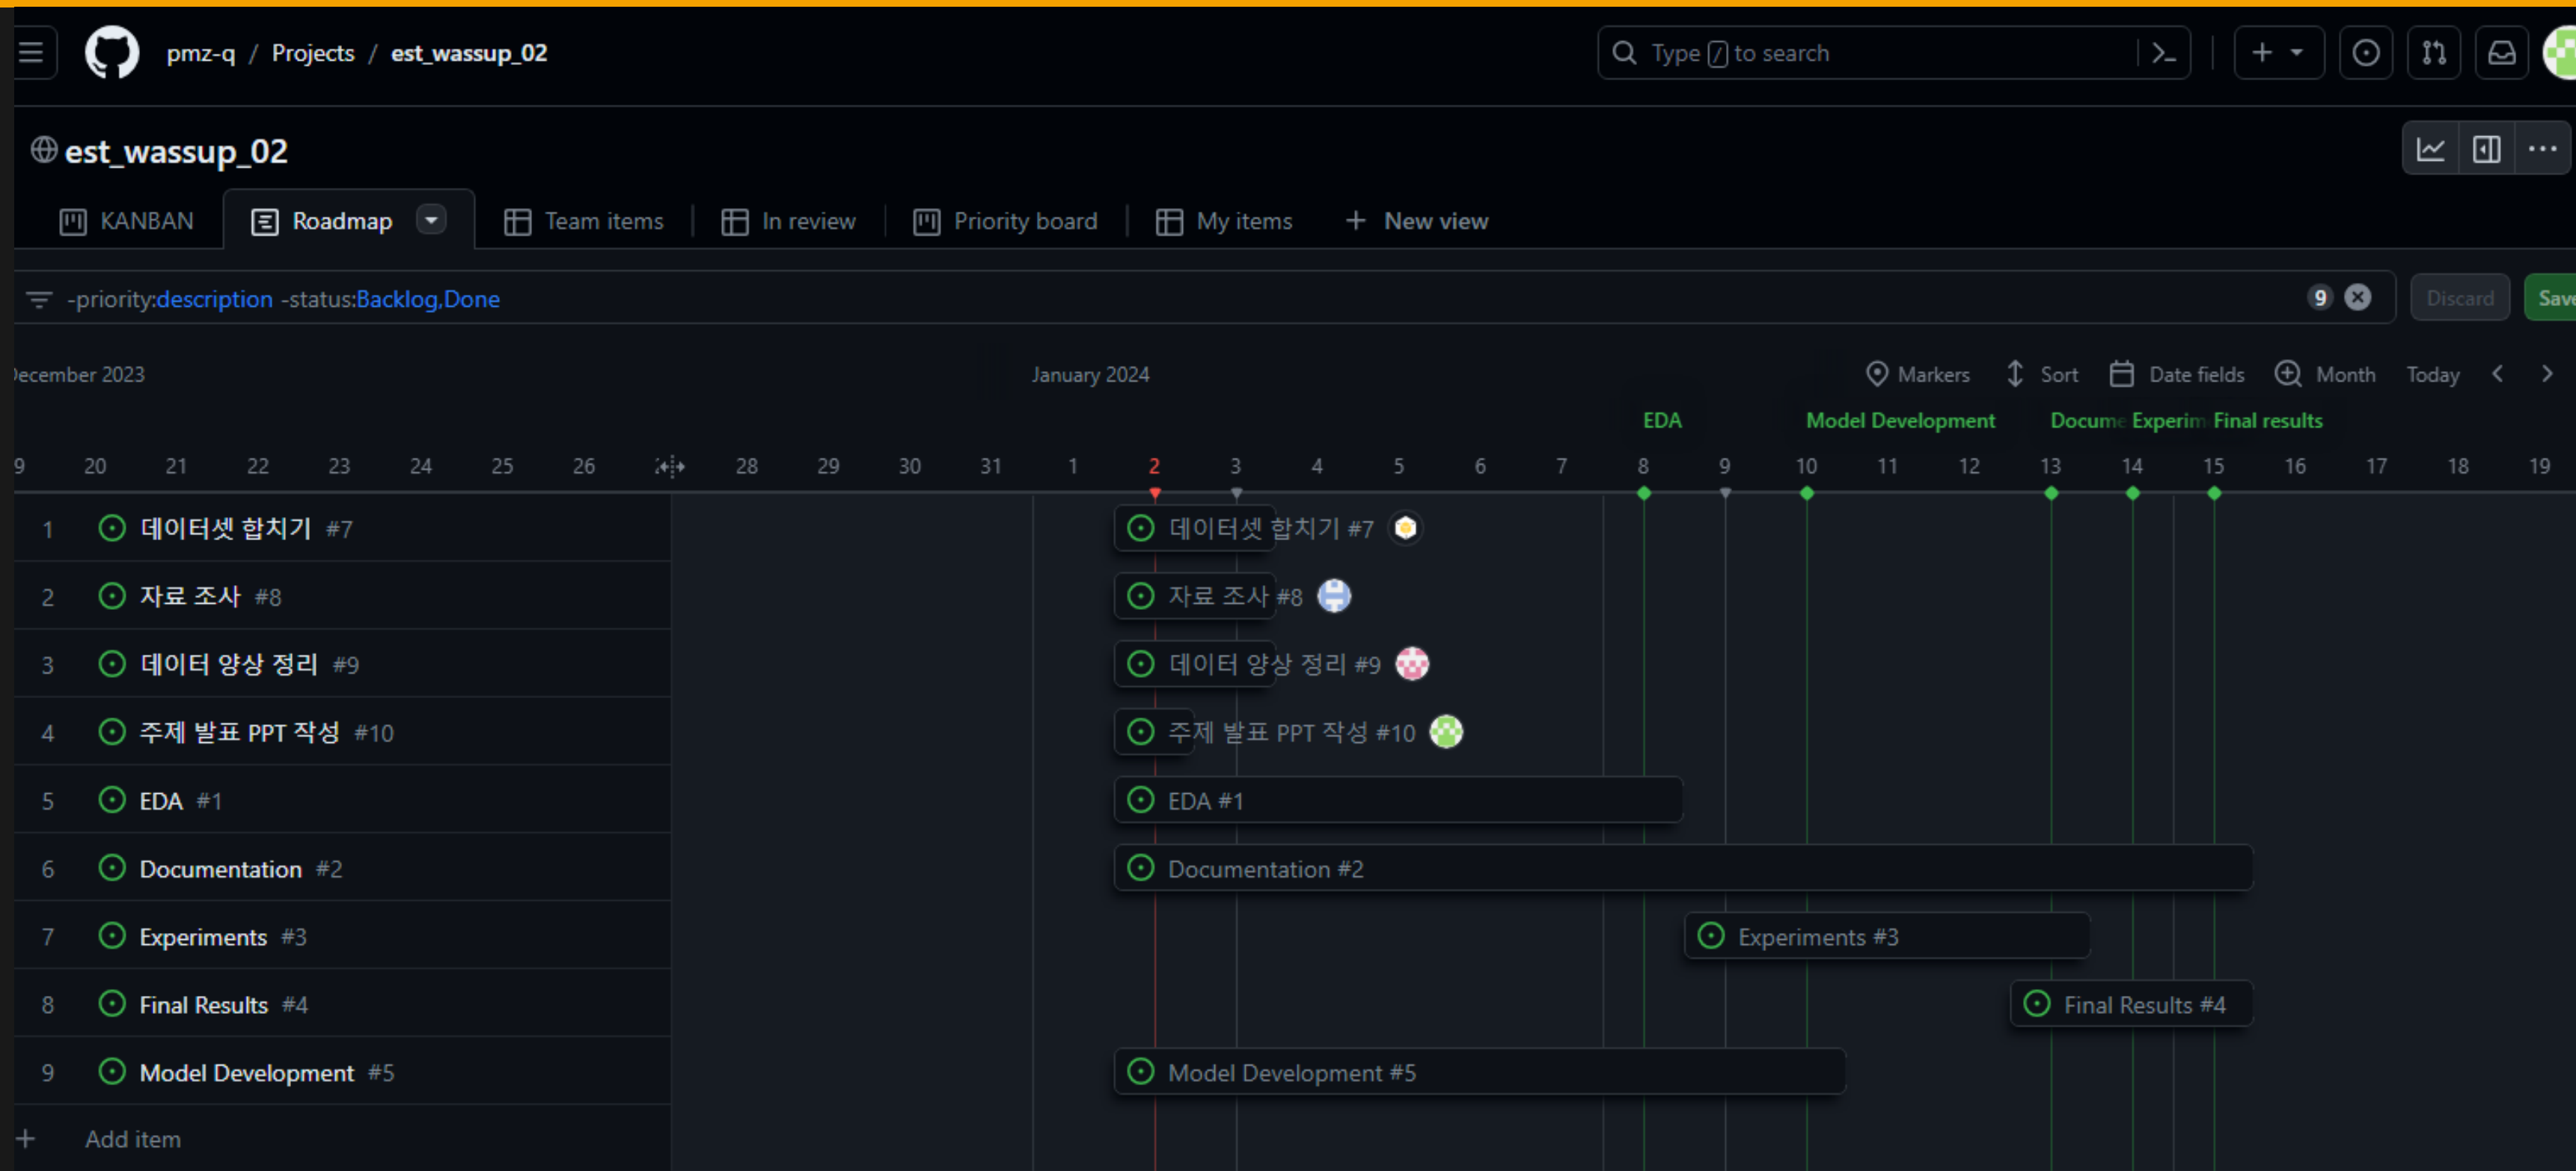 pmz-q / Projects / est_wassup_02
Type / to search
est_wassup_02
KANBAN Roadmap Team items In review Priority board My items + New view
-priority:description -status:Backlog,Done 9 Discard Save
December 2023 January 2024 Markers Sort Date fields Month Today
EDA Model Development Docume Experim Final results
9 20 21 22 23 24 25 26 28 29 30 31 1 2 3 4 5 6 7 8 9 10 11 12 13 14 15 16 17 18 19
1 데이터셋 합치기 #7 데이터셋 합치기 #7
2 자료 조사 #8 자료 조사 #8
3 데이터 양상 정리 #9 데이터 양상 정리 #9
4 주제 발표 PPT 작성 #10 주제 발표 PPT 작성 #10
5 EDA #1 EDA #1
6 Documentation #2 Documentation #2
7 Experiments #3 Experiments #3
8 Final Results #4 Final Results #4
9 Model Development #5 Model Development #5
+ Add item